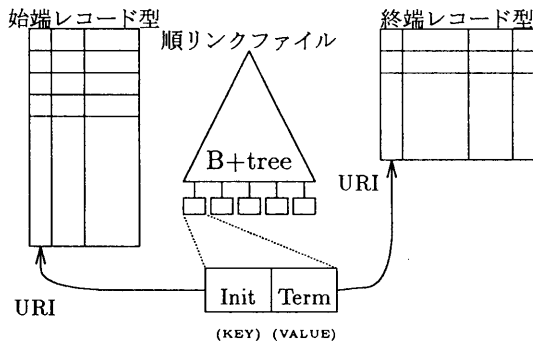 始端レコード型
順リンクファイル
終端レコード型
B+tree
URI
URI
Init Term
(KEY) (VALUE)